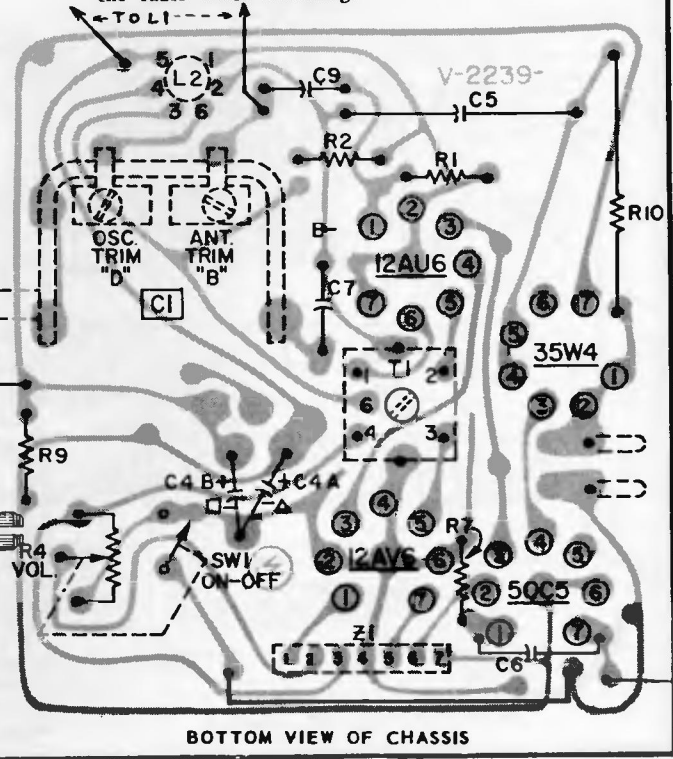 TO L1
5 1
4 L2 2
3 6
C9
V-2239-
C5
R2
R1
R10
OSC. TRIM "D"
ANT. TRIM "B"
B-
1 2 3
12AU6 4
7 6 5
C7
C1
6 7
5
35W4
4 1
3 2
T1
1 2
6
4 3
R9
C4 B+
+C4A
R4
VOL.
SW1
ON-OFF
3 4 5
2 12AV6 6
1 7
R7
3 4 5
2 50C5 6
1 7
C6
Z1
1 2 3 4 5 6 7
BOTTOM VIEW OF CHASSIS